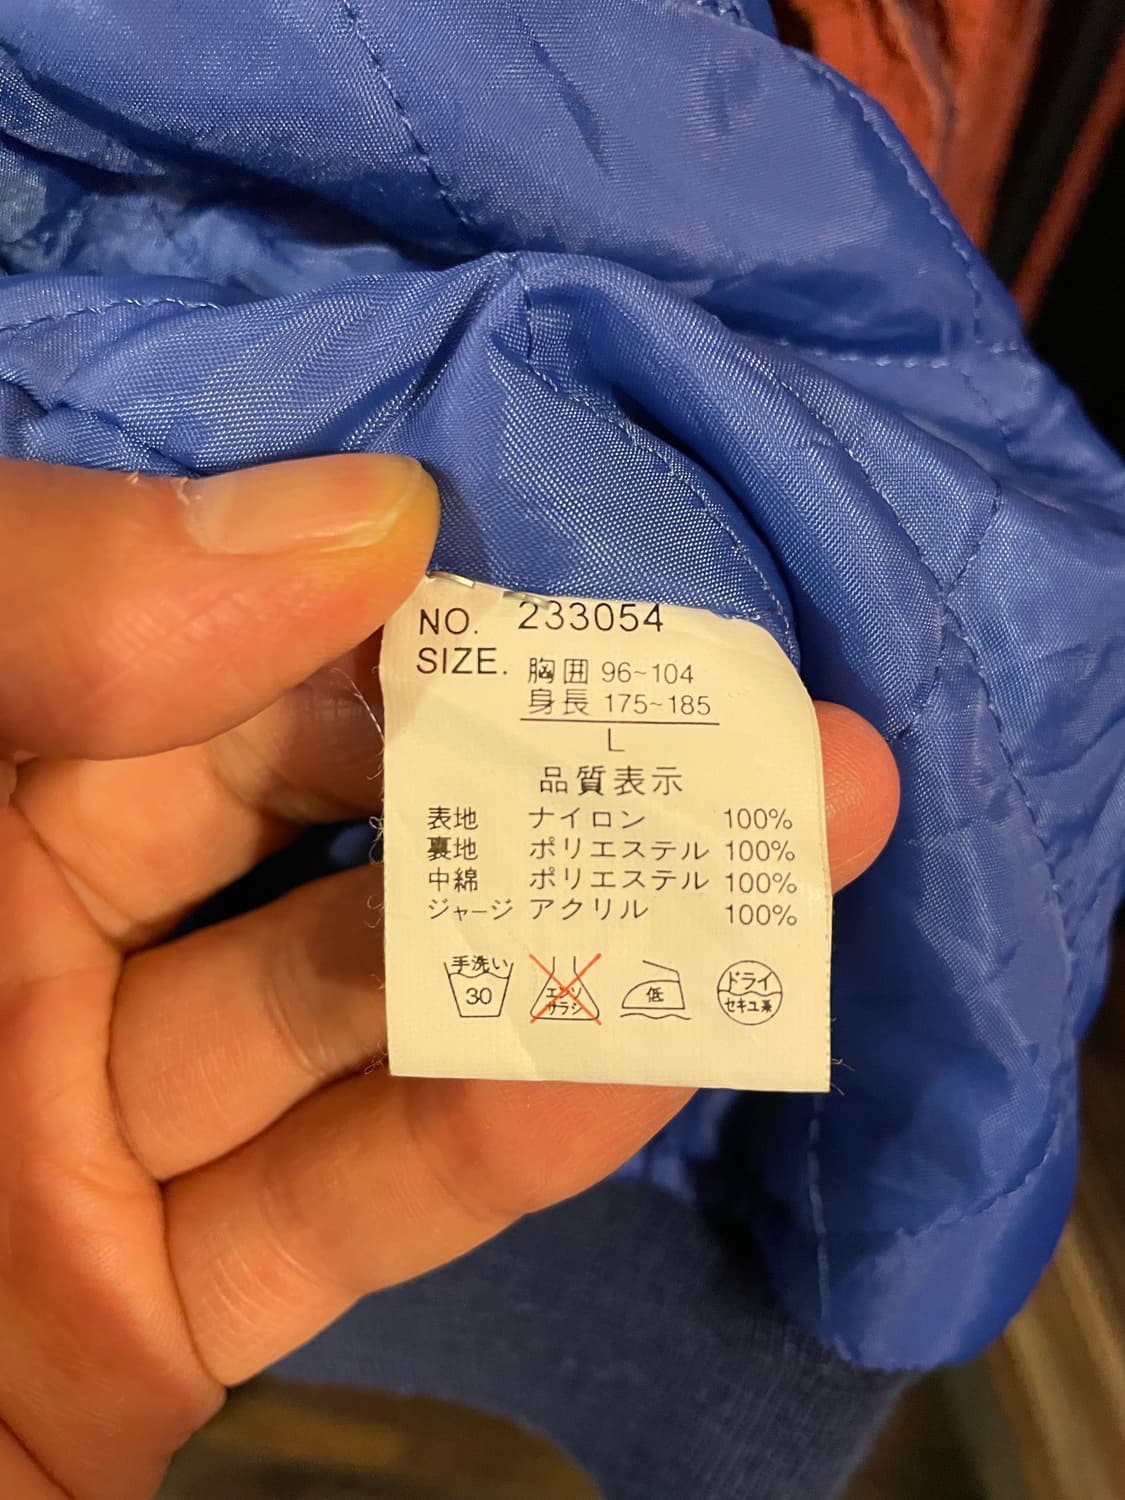 NO. 233054
SIZE. 胸囲 96~104
身長 175~185
L
品質表示
表地 ナイロン 100%
裏地 ポリエステル 100%
中綿 ポリエステル 100%
ジャージ アクリル 100%
手洗い
30
エンソ
サラシ
低
ドライ
セキユ系